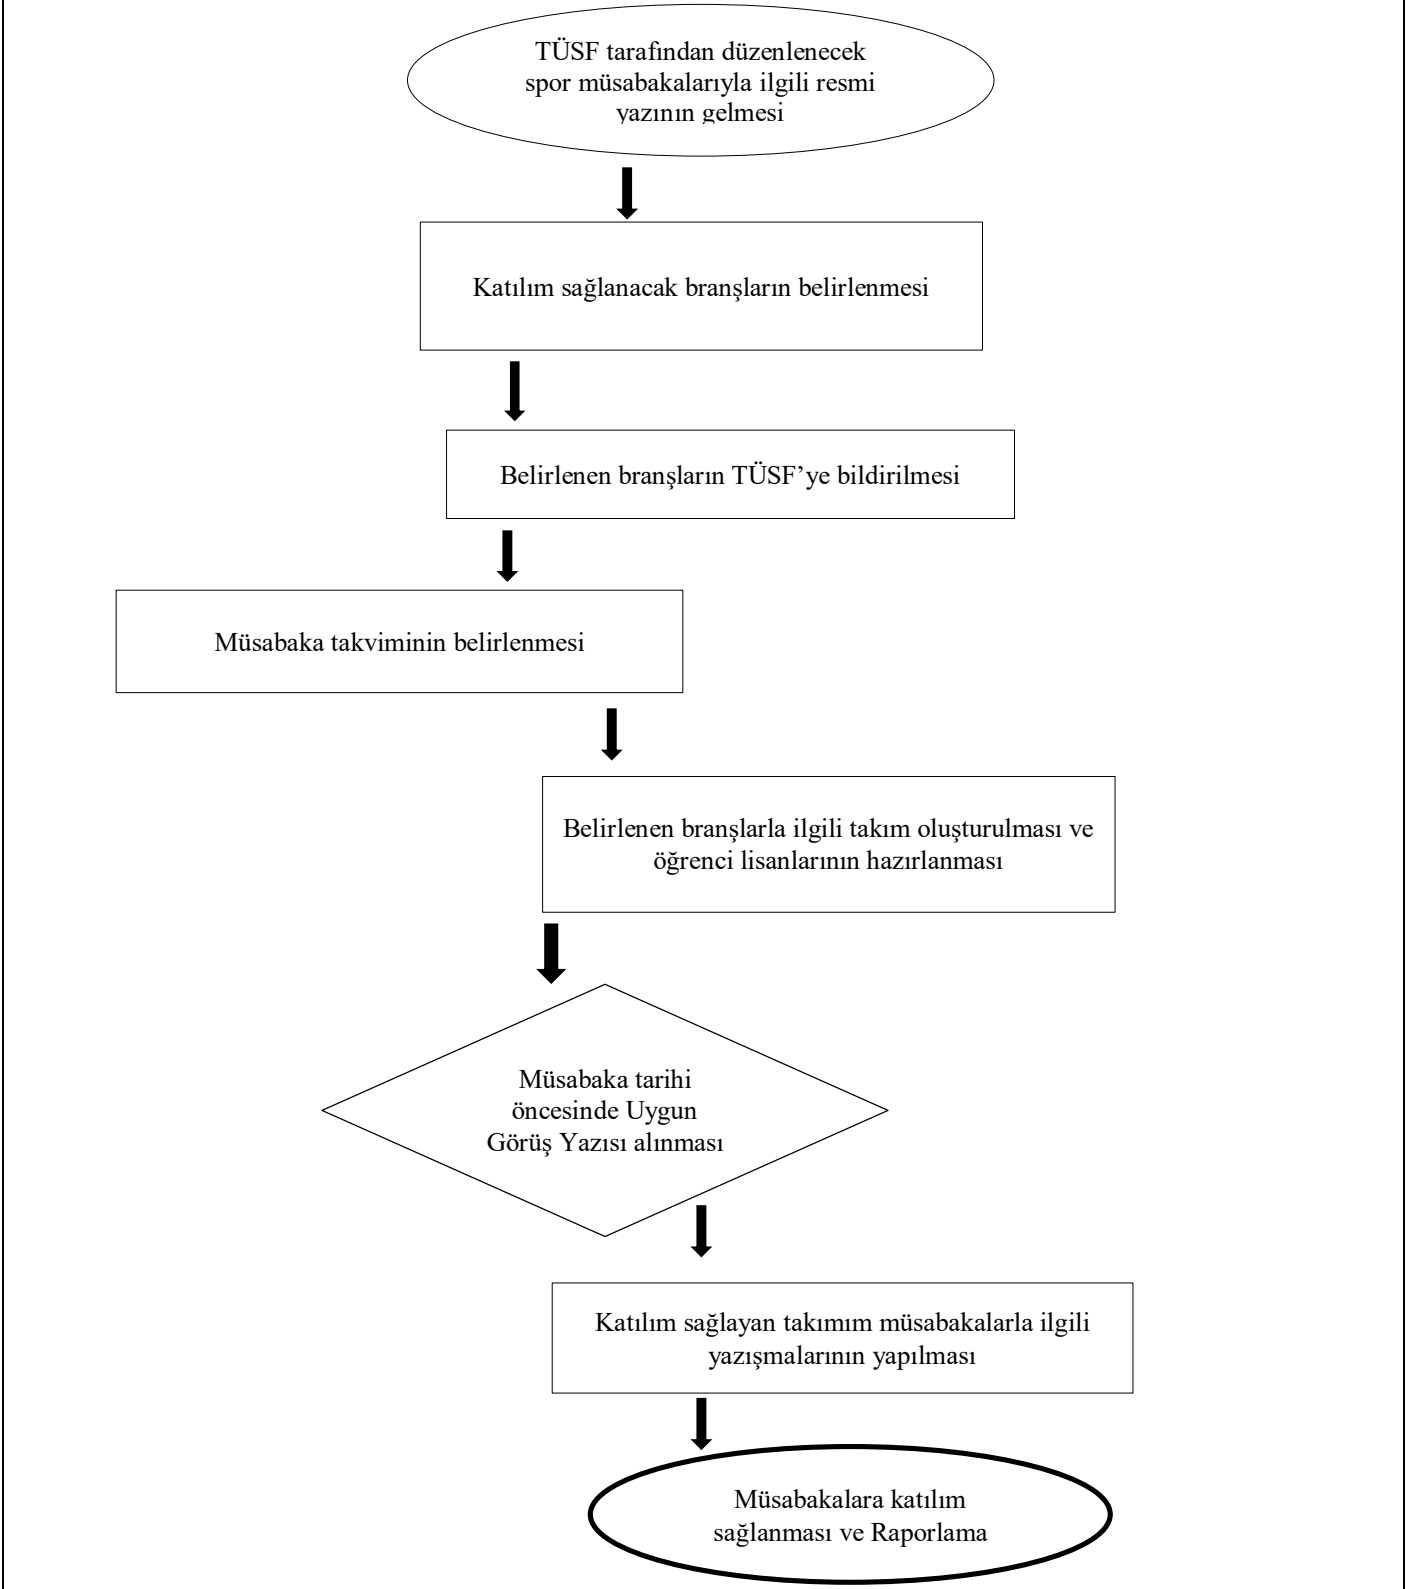 TÜSF tarafından düzenlenecek
spor müsabakalarıyla ilgili resmi
yazının gelmesi
Katılım sağlanacak branşların belirlenmesi
Belirlenen branşların TÜSF’ye bildirilmesi
Müsabaka takviminin belirlenmesi
Belirlenen branşlarla ilgili takım oluşturulması ve
öğrenci lisanlarının hazırlanması
Müsabaka tarihi
öncesinde Uygun
Görüş Yazısı alınması
Katılım sağlayan takımım müsabakalarla ilgili
yazışmalarının yapılması
Müsabakalara katılım
sağlanması ve Raporlama